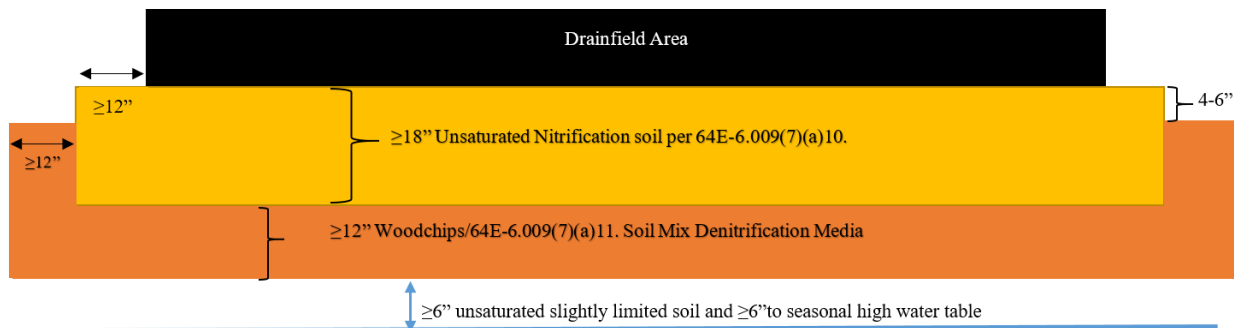 Drainfield Area
≥12”
4-6”
≥18” Unsaturated Nitrification soil per 64E-6.009(7)(a)10.
≥12”
≥12” Woodchips/64E-6.009(7)(a)11. Soil Mix Denitrification Media
≥6” unsaturated slightly limited soil and ≥6”to seasonal high water table